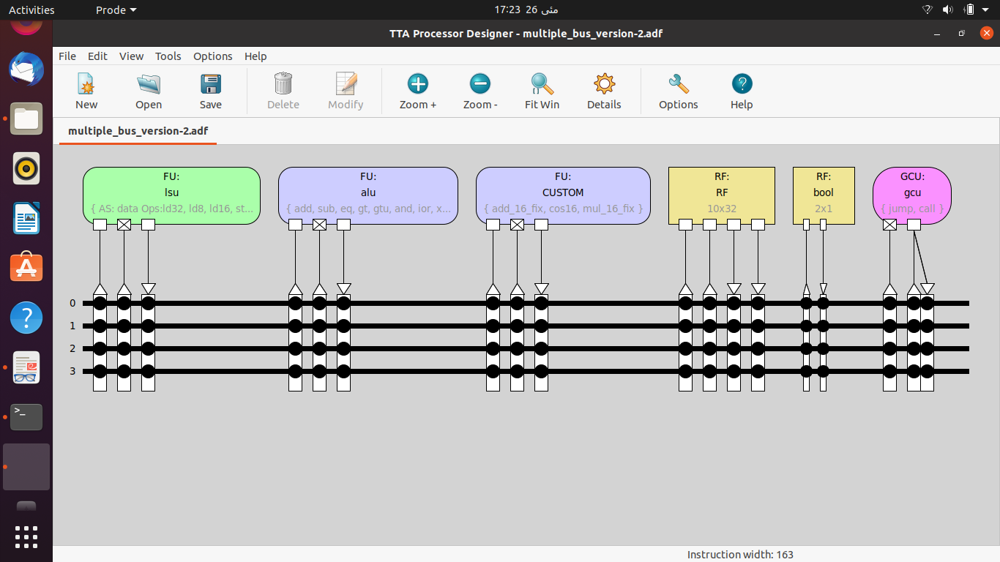 Activities
Prode
17:23 26 مئی
TTA Processor Designer - multiple_bus_version-2.adf
File Edit View Tools Options Help
New Open Save Delete Modify Zoom + Zoom - Fit Win Details Options Help
multiple_bus_version-2.adf
FU:
lsu
{ AS: data Ops:ld32, ld8, ld16, st...
FU:
alu
{ add, sub, eq, gt, gtu, and, ior, x...
FU:
CUSTOM
{ add_16_fix, cos16, mul_16_fix }
RF:
RF
10x32
RF:
bool
2x1
GCU:
gcu
{ jump, call }
0
1
2
3
Instruction width: 163